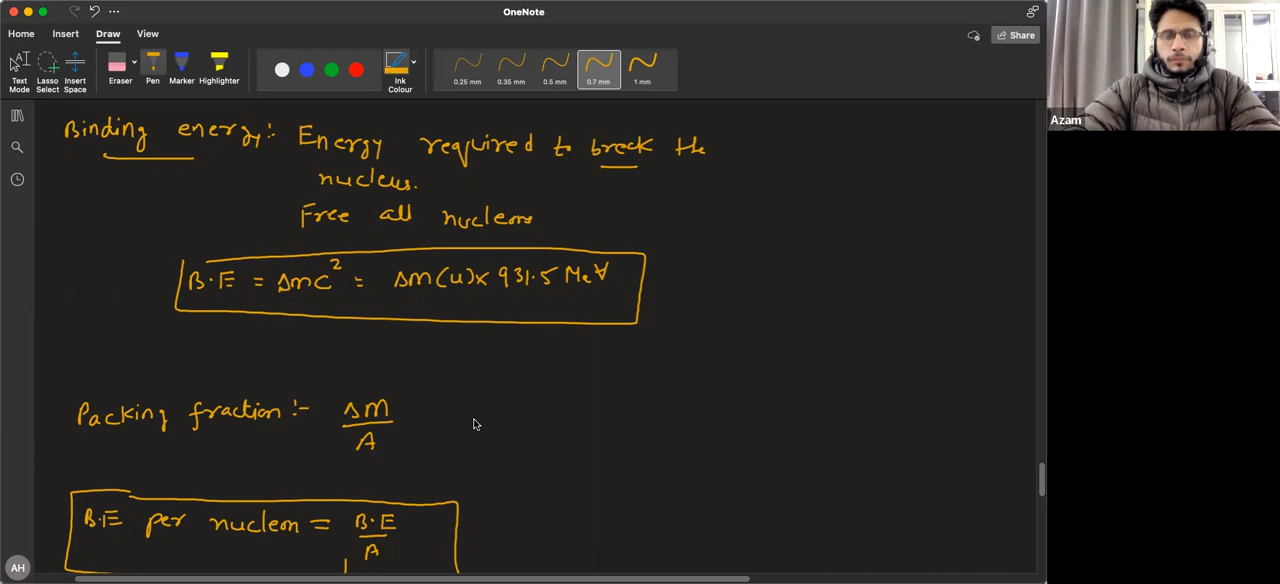 OneNote
Home Insert Draw View
Share
Text Mode
Lasso Select
Insert Space
Eraser
Pen
Marker
Highlighter
Ink Colour
0.25 mm
0.35 mm
0.5 mm
0.7 mm
1 mm
Azam
Binding energy:- Energy required to break the
nucleus.
Free all nucleons
B.E = Δmc² = Δm(u)x 931.5 MeV
Packing fraction:- ΔM/A
B.E per nucleon = B.E/A
AH